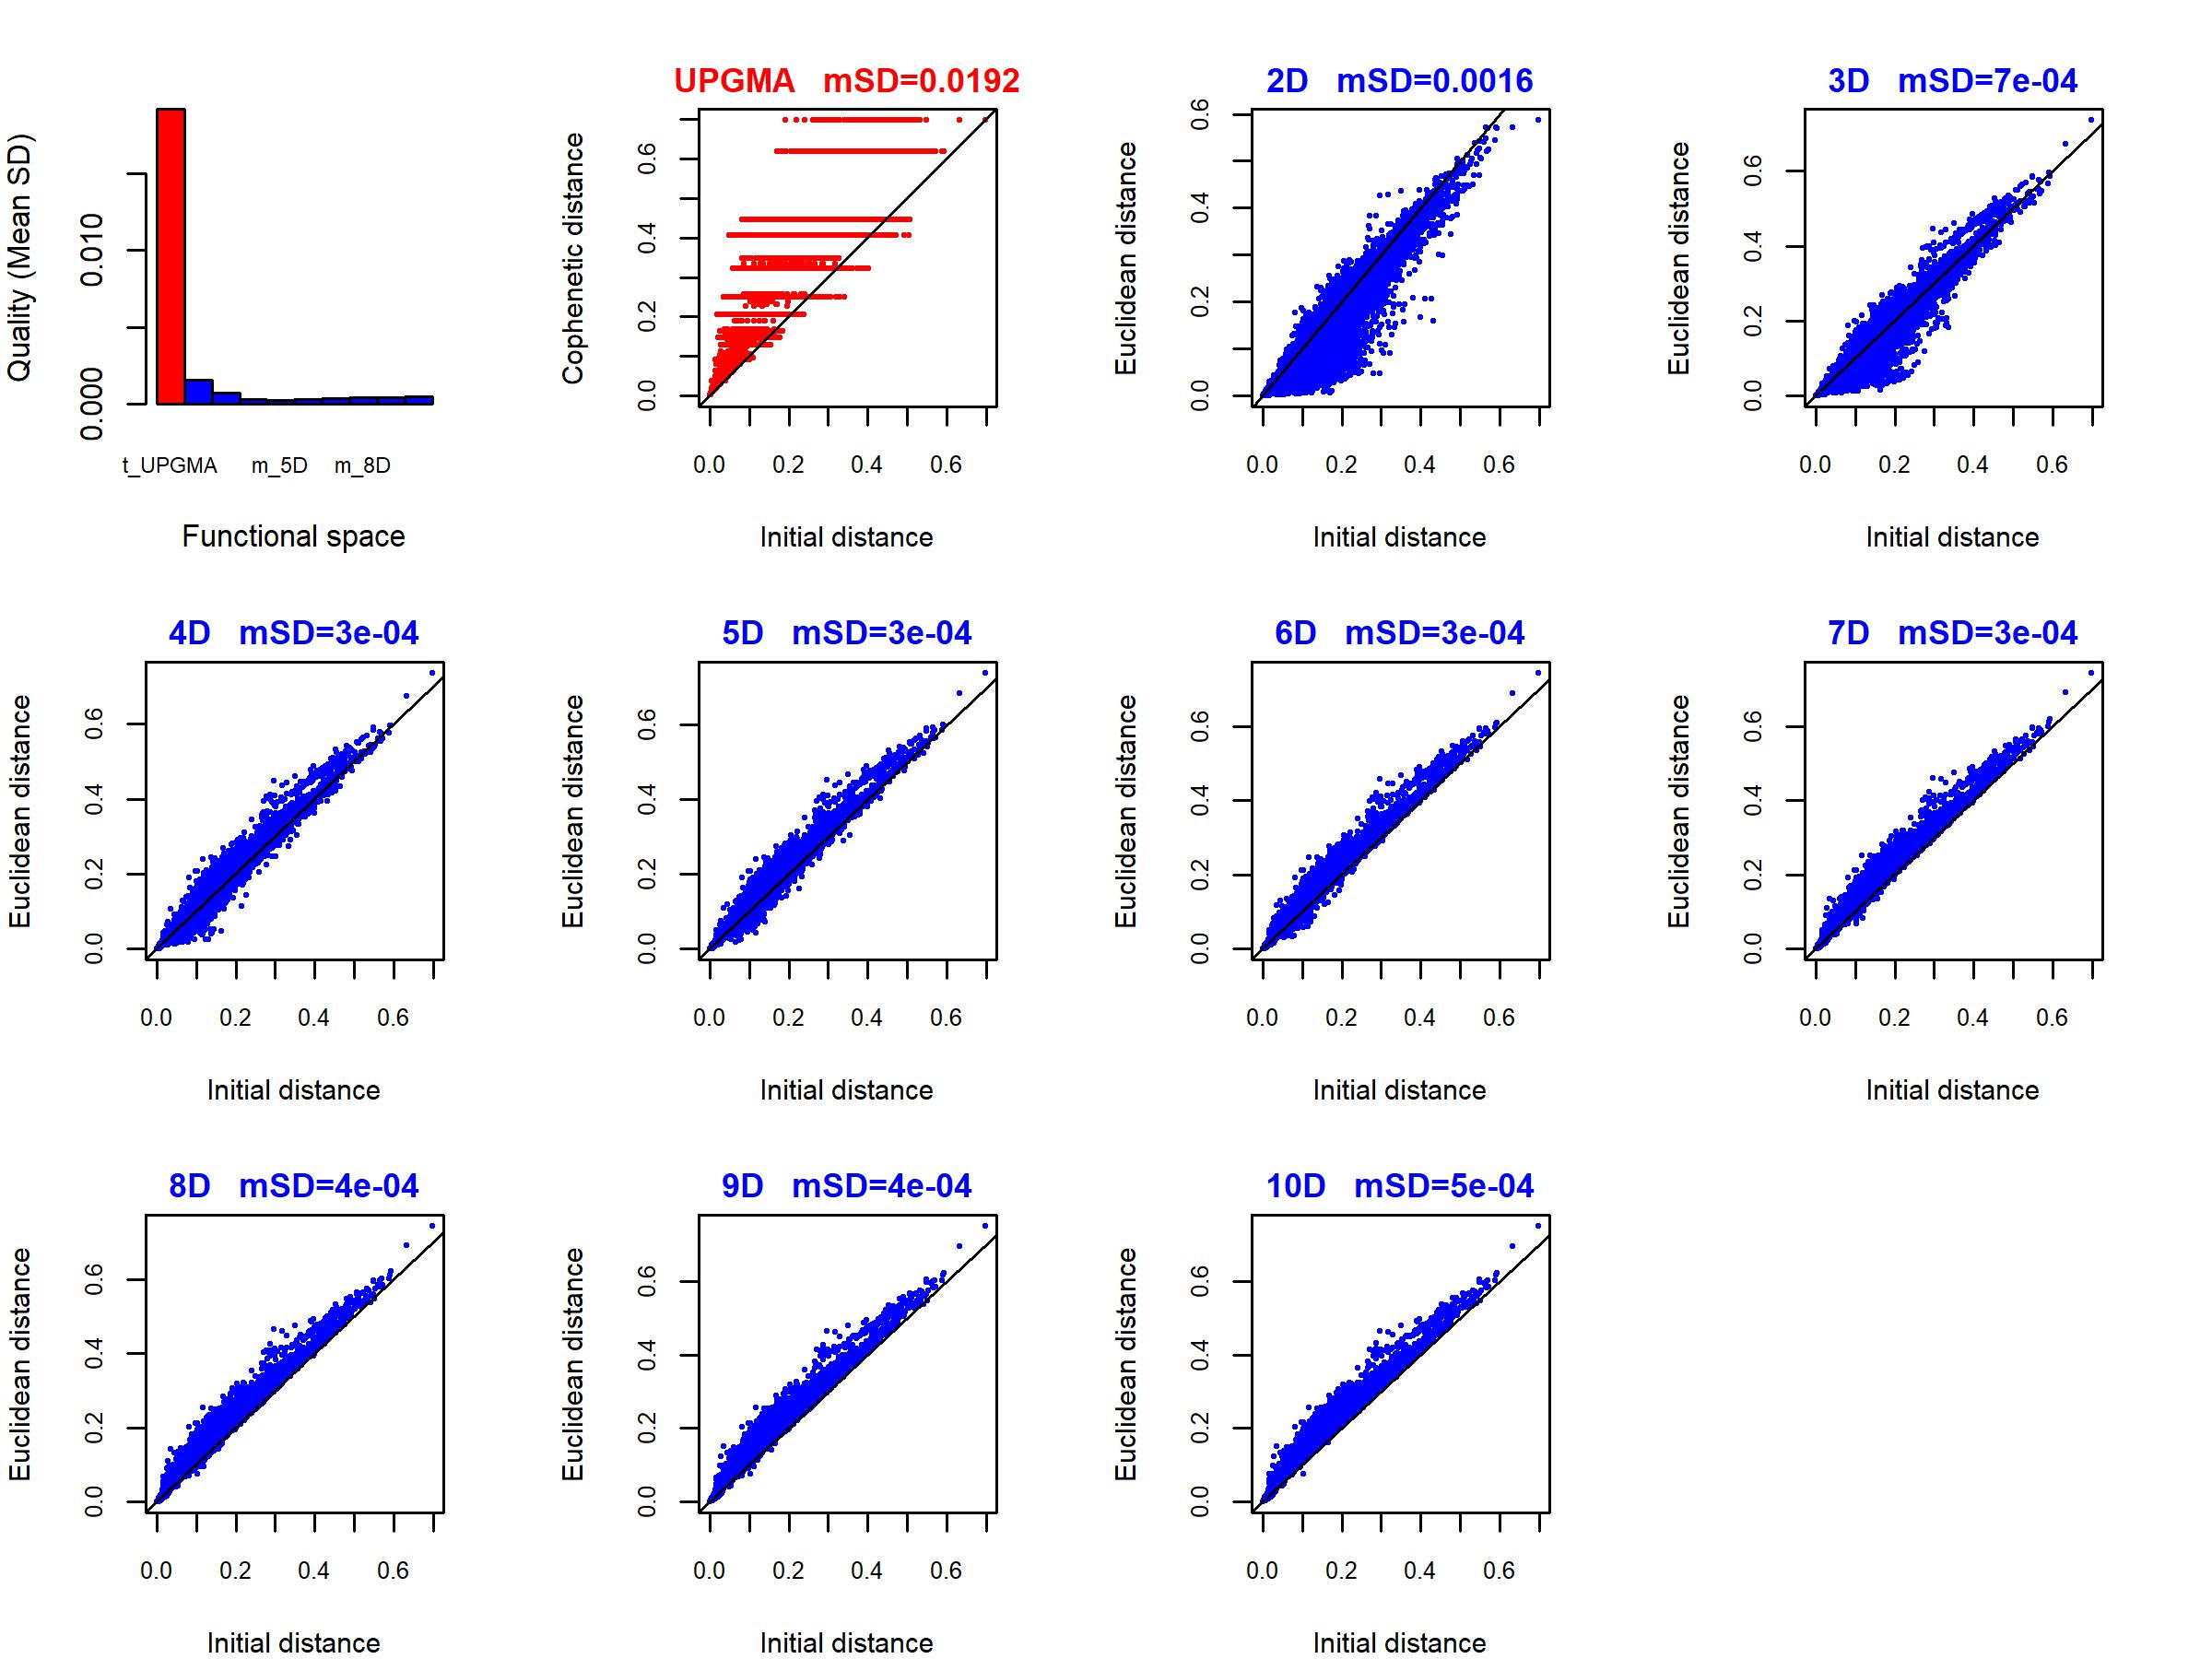 Quality (Mean SD)
0.000
0.010
t_UPGMA
m_5D
m_8D
Functional space
UPGMA mSD=0.0192
Cophenetic distance
0.0
0.2
0.4
0.6
0.0 0.2 0.4 0.6
Initial distance
2D mSD=0.0016
Euclidean distance
0.0
0.2
0.4
0.6
0.0 0.2 0.4 0.6
Initial distance
3D mSD=7e-04
Euclidean distance
0.0
0.2
0.4
0.6
0.0 0.2 0.4 0.6
Initial distance
4D mSD=3e-04
Euclidean distance
0.0
0.2
0.4
0.6
0.0 0.2 0.4 0.6
Initial distance
5D mSD=3e-04
Euclidean distance
0.0
0.2
0.4
0.6
0.0 0.2 0.4 0.6
Initial distance
6D mSD=3e-04
Euclidean distance
0.0
0.2
0.4
0.6
0.0 0.2 0.4 0.6
Initial distance
7D mSD=3e-04
Euclidean distance
0.0
0.2
0.4
0.6
0.0 0.2 0.4 0.6
Initial distance
8D mSD=4e-04
Euclidean distance
0.0
0.2
0.4
0.6
0.0 0.2 0.4 0.6
Initial distance
9D mSD=4e-04
Euclidean distance
0.0
0.2
0.4
0.6
0.0 0.2 0.4 0.6
Initial distance
10D mSD=5e-04
Euclidean distance
0.0
0.2
0.4
0.6
0.0 0.2 0.4 0.6
Initial distance